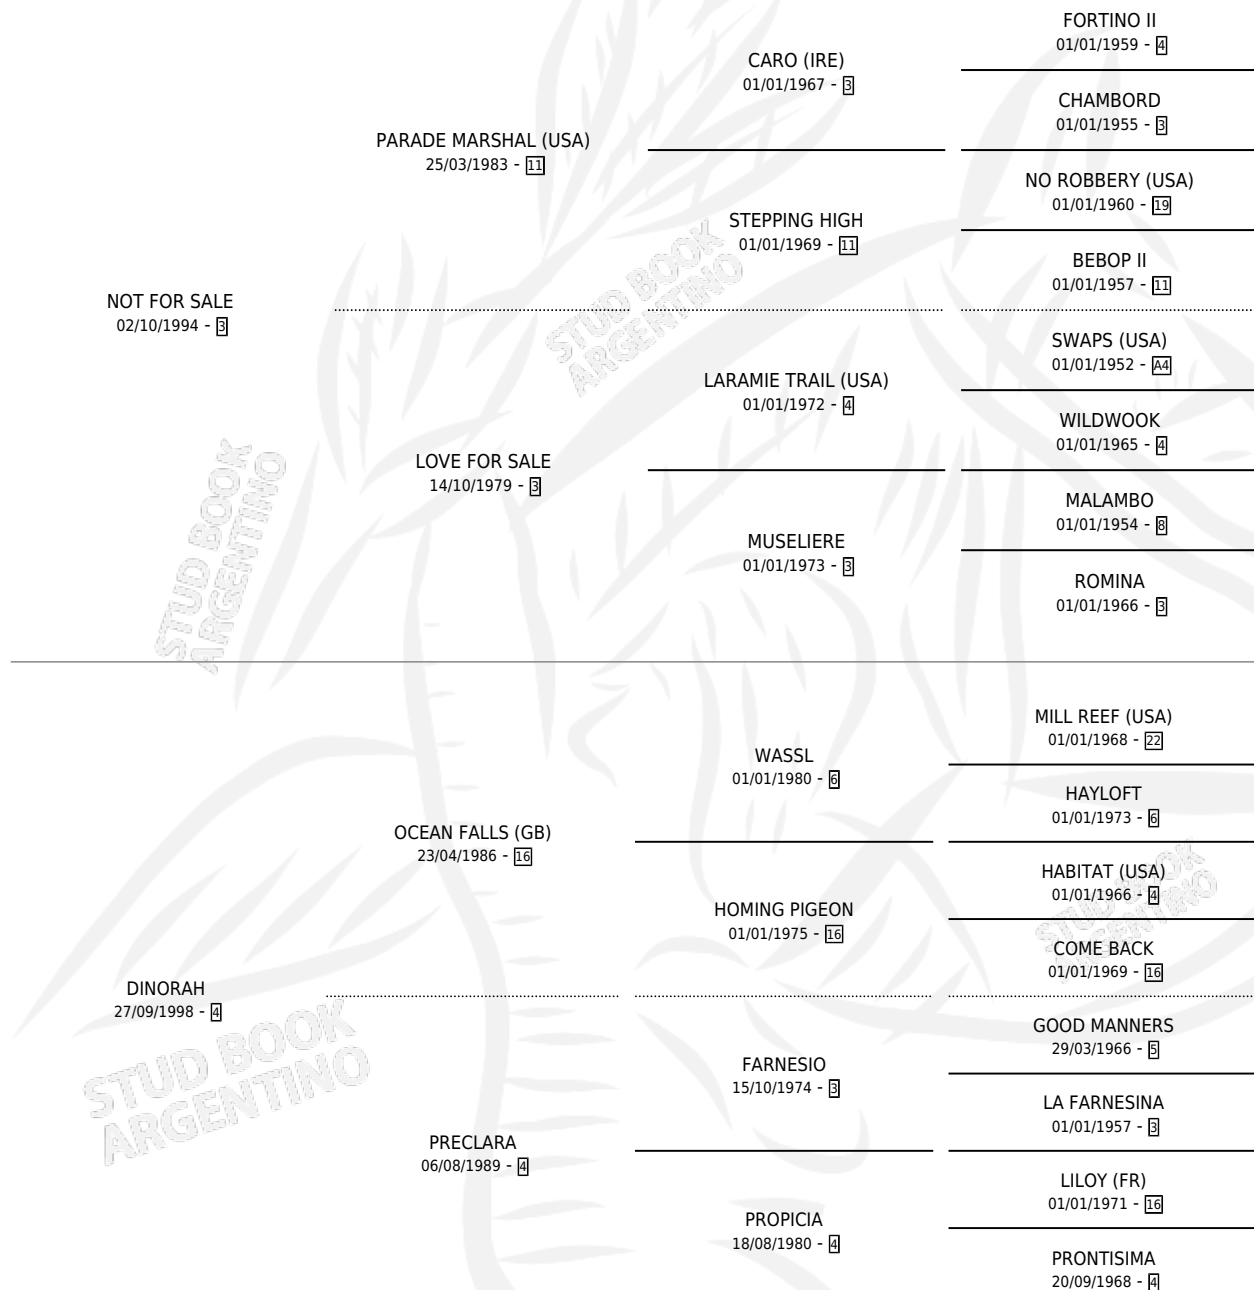 FORTINO II
01/01/1959 - 4
CARO (IRE)
01/01/1967 - 3
CHAMBORD
01/01/1955 - 3
PARADE MARSHAL (USA)
25/03/1983 - 11
NO ROBBERY (USA)
01/01/1960 - 19
STEPPING HIGH
01/01/1969 - 11
BEBOP II
01/01/1957 - 11
NOT FOR SALE
02/10/1994 - 3
STUD BOOK
ARGENTINO
SWAPS (USA)
01/01/1952 - A4
LARAMIE TRAIL (USA)
01/01/1972 - 4
WILDWOOK
01/01/1965 - 4
LOVE FOR SALE
14/10/1979 - 3
MALAMBO
01/01/1954 - 8
MUSELIERE
01/01/1973 - 3
ROMINA
01/01/1966 - 3
STUD BOOK
ARGENTINO
MILL REEF (USA)
01/01/1968 - 22
WASSL
01/01/1980 - 6
HAYLOFT
01/01/1973 - 6
OCEAN FALLS (GB)
23/04/1986 - 16
HABITAT (USA)
01/01/1966 - 4
HOMING PIGEON
01/01/1975 - 16
STUD BOOK
ARGENTINO
COME BACK
01/01/1969 - 16
DINORAH
27/09/1998 - 4
GOOD MANNERS
29/03/1966 - 5
FARNESIO
15/10/1974 - 3
STUD BOOK
ARGENTINO
LA FARNESINA
01/01/1957 - 3
PRECLARA
06/08/1989 - 4
LILOY (FR)
01/01/1971 - 16
PROPICIA
18/08/1980 - 4
PRONTISIMA
20/09/1968 - 4